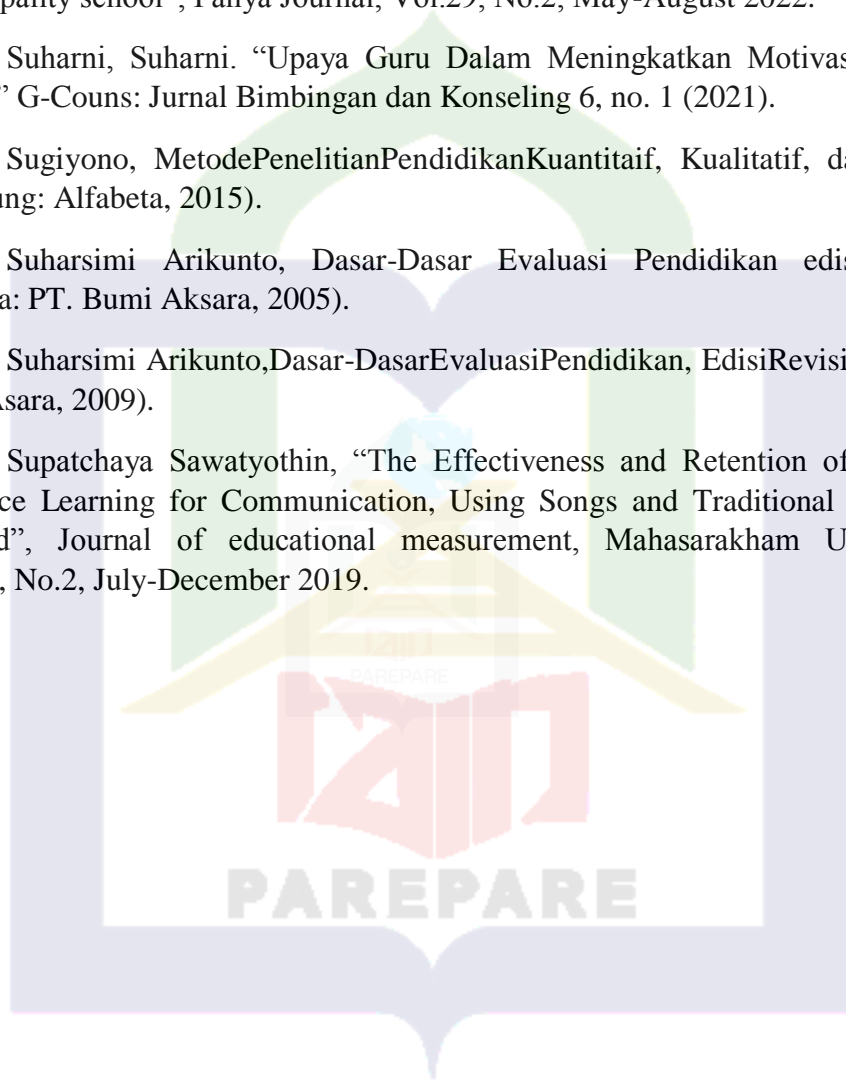 pality school", Panya Journal, Vol.29, No.2, May-August 2022.
Suharni, Suharni. “Upaya Guru Dalam Meningkatkan Motivas
” G-Couns: Jurnal Bimbingan dan Konseling 6, no. 1 (2021).
Sugiyono, MetodePenelitianPendidikanKuantitaif, Kualitatif, da
ung: Alfabeta, 2015).
Suharsimi Arikunto, Dasar-Dasar Evaluasi Pendidikan edis
a: PT. Bumi Aksara, 2005).
Suharsimi Arikunto,Dasar-DasarEvaluasiPendidikan, EdisiRevisi
Asara, 2009).
Supatchaya Sawatyothin, “The Effectiveness and Retention of
ce Learning for Communication, Using Songs and Traditional
d”, Journal of educational measurement, Mahasarakham U
, No.2, July-December 2019.
PAREPARE
PAREPARE